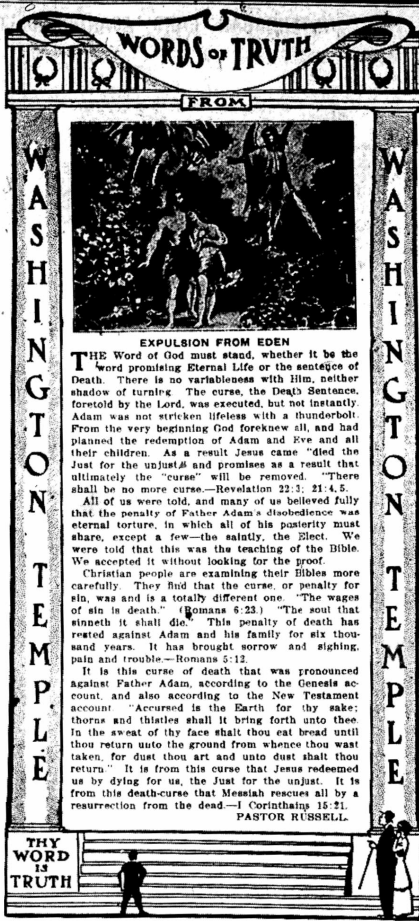 WORDS OF TRUTH
FROM
WASHINGTON TEMPLE
WASHINGTON TEMPLE
EXPULSION FROM EDEN
THE Word of God must stand, whether it be the
word promising Eternal Life or the sentence of
Death. There is no variableness with Him, neither
shadow of turning. The curse, the Death Sentence,
foretold by the Lord, was executed, but not instantly.
Adam was not stricken lifeless with a thunderbolt.
From the very beginning God foreknew all, and had
planned the redemption of Adam and Eve and all
their children. As a result Jesus came "died the
Just for the unjust" and promises as a result that
ultimately the "curse" will be removed. "There
shall be no more curse.—Revelation 22:3; 21:4,5.
All of us were told, and many of us believed fully
that the penalty of Father Adam's disobedience was
eternal torture, in which all of his posterity must
share, except a few—the saintly, the Elect. We
were told that this was the teaching of the Bible.
We accepted it without looking for the proof.
Christian people are examining their Bibles more
carefully. They find that the curse, or penalty for
sin, was and is a totally different one. "The wages
of sin is death." (Romans 6:23.) "The soul that
sinneth it shall die." This penalty of death has
rested against Adam and his family for six thou-
sand years. It has brought sorrow and sighing,
pain and trouble.—Romans 5:12.
It is this curse of death that was pronounced
against Father Adam, according to the Genesis ac-
count, and also according to the New Testament
account. "Accursed is the Earth for thy sake;
thorns and thistles shall it bring forth unto thee.
In the sweat of thy face shalt thou eat bread until
thou return uuto the ground from whence thou wast
taken, for dust thou art and unto dust shalt thou
return." It is from this curse that Jesus redeemed
us by dying for us, the Just for the unjust. It is
from this death-curse that Messiah rescues all by a
resurrection from the dead.—I Corinthains 15:21.
PASTOR RUSSELL.
THY
WORD
IS
TRUTH